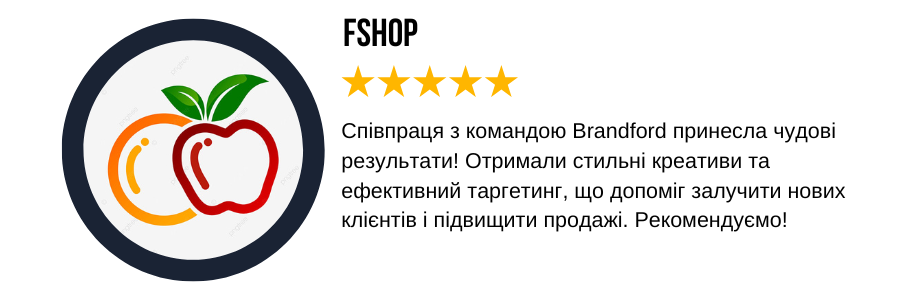 FSHOP
Співпраця з командою Brandford принесла чудові
результати! Отримали стильні креативи та
ефективний таргетинг, що допоміг залучити нових
клієнтів і підвищити продажі. Рекомендуємо!